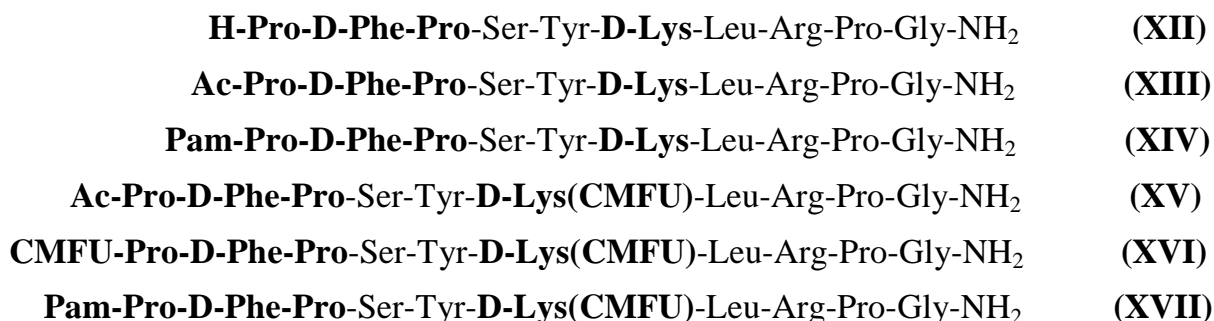 H-Pro-D-Phe-Pro-Ser-Tyr-D-Lys-Leu-Arg-Pro-Gly-NH₂ (XII)
Ac-Pro-D-Phe-Pro-Ser-Tyr-D-Lys-Leu-Arg-Pro-Gly-NH₂ (XIII)
Pam-Pro-D-Phe-Pro-Ser-Tyr-D-Lys-Leu-Arg-Pro-Gly-NH₂ (XIV)
Ac-Pro-D-Phe-Pro-Ser-Tyr-D-Lys(CMFU)-Leu-Arg-Pro-Gly-NH₂ (XV)
CMFU-Pro-D-Phe-Pro-Ser-Tyr-D-Lys(CMFU)-Leu-Arg-Pro-Gly-NH₂ (XVI)
Pam-Pro-D-Phe-Pro-Ser-Tyr-D-Lys(CMFU)-Leu-Arg-Pro-Gly-NH₂ (XVII)